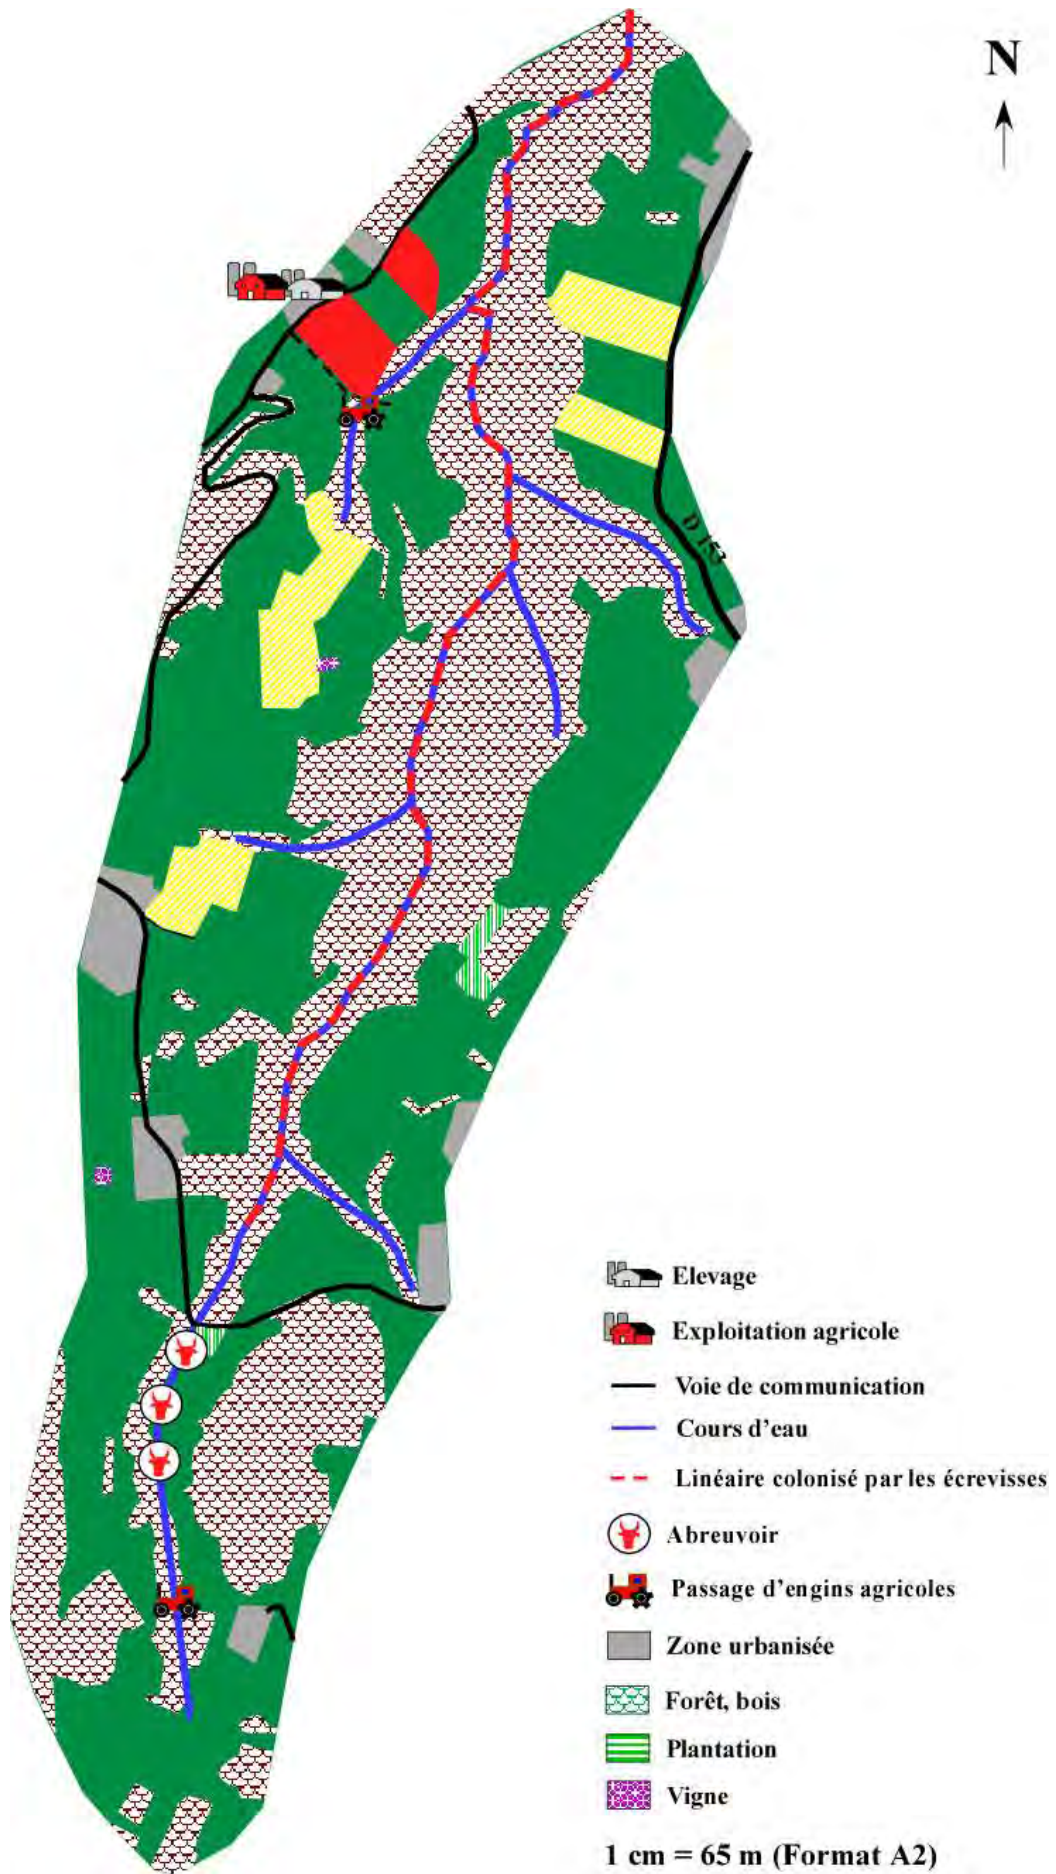 N
D 153
Elevage
Exploitation agricole
Voie de communication
Cours d'eau
Linéaire colonisé par les écrevisses
Abreuvoir
Passage d'engins agricoles
Zone urbanisée
Forêt, bois
Plantation
Vigne
1 cm = 65 m (Format A2)